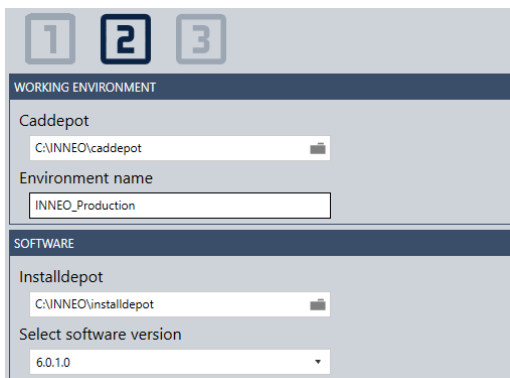 1 2 3
WORKING ENVIRONMENT
Caddepot
C:\INNEO\caddepot
Environment name
INNEO_Production
SOFTWARE
Installdepot
C:\INNEO\installdepot
Select software version
6.0.1.0